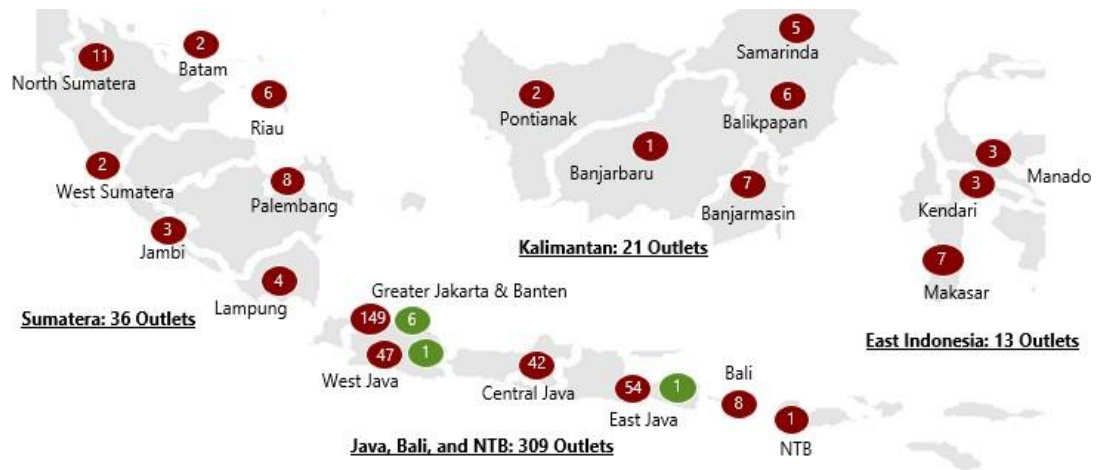 11
North Sumatera
2
Batam
6
Riau
2
West Sumatera
8
Palembang
3
Jambi
4
Lampung
Sumatera: 36 Outlets
5
Samarinda
2
Pontianak
6
Balikpapan
1
Banjarbaru
7
Banjarmasin
Kalimantan: 21 Outlets
3
Manado
3
Kendari
7
Makasar
East Indonesia: 13 Outlets
Greater Jakarta & Banten
149 6
47 1
West Java
42
Central Java
54 1
East Java
Bali
8
1
NTB
Java, Bali, and NTB: 309 Outlets